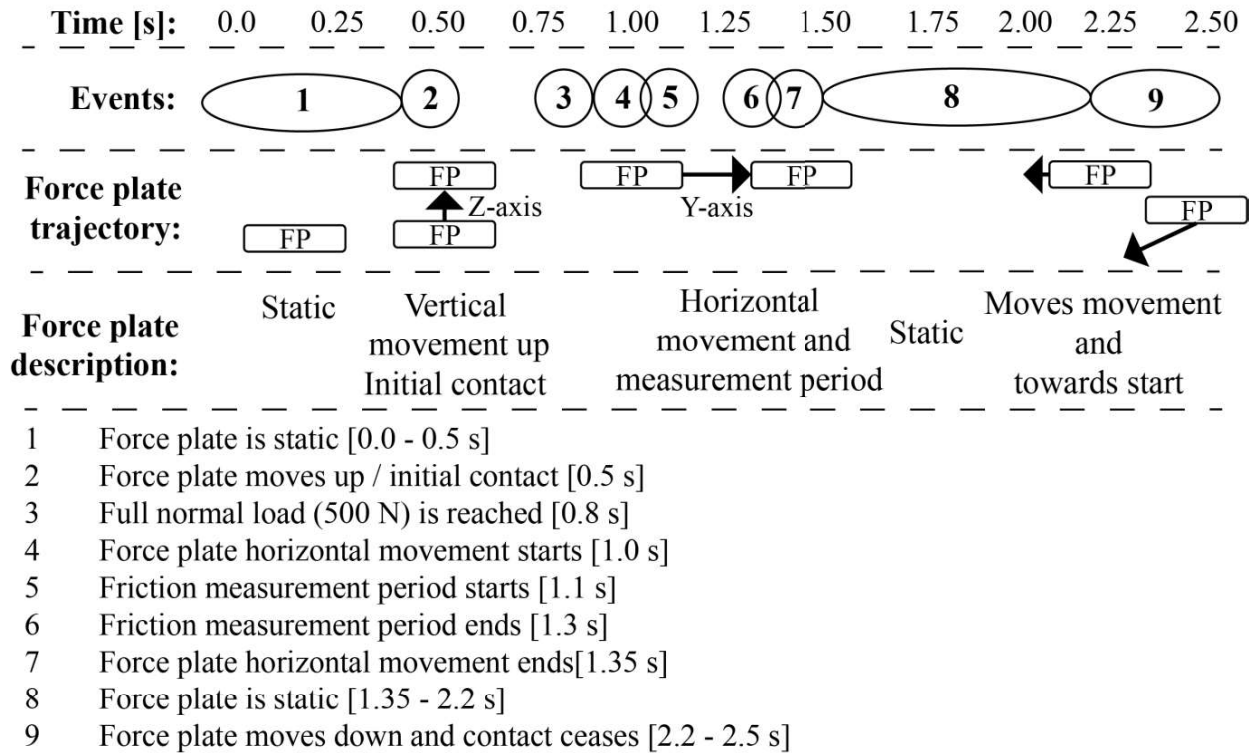 Time [s]: 0.0 0.25 0.50 0.75 1.00 1.25 1.50 1.75 2.00 2.25 2.50
Events: 1 2 3 4 5 6 7 8 9
Force plate trajectory:
FP FP FP FP
Z-axis Y-axis
FP FP FP
Force plate description:
Static
Vertical
movement up
Initial contact
Horizontal
movement and
measurement period
Static
Moves movement
and
towards start
1 Force plate is static [0.0 - 0.5 s]
2 Force plate moves up / initial contact [0.5 s]
3 Full normal load (500 N) is reached [0.8 s]
4 Force plate horizontal movement starts [1.0 s]
5 Friction measurement period starts [1.1 s]
6 Friction measurement period ends [1.3 s]
7 Force plate horizontal movement ends[1.35 s]
8 Force plate is static [1.35 - 2.2 s]
9 Force plate moves down and contact ceases [2.2 - 2.5 s]